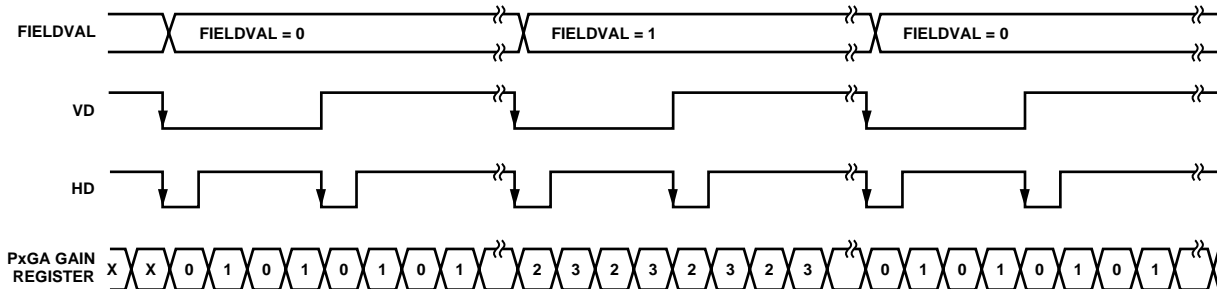 FIELDVAL FIELDVAL = 0 FIELDVAL = 1 FIELDVAL = 0
VD
HD
PxGA GAIN
REGISTER
X X 0 1 0 1 0 1 0 1 2 3 2 3 2 3 2 3 0 1 0 1 0 1 0 1